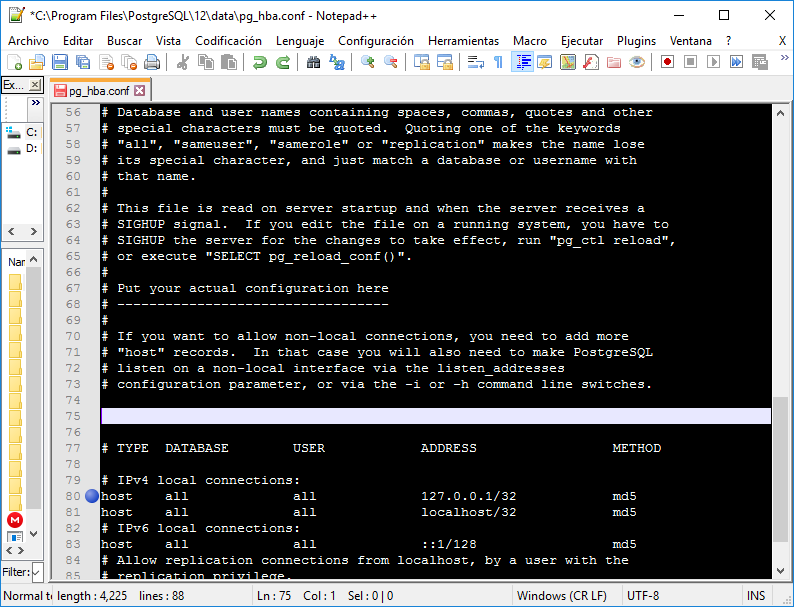 *C:\Program Files\PostgreSQL\12\data\pg_hba.conf - Notepad++
Archivo Editar Buscar Vista Codificación Lenguaje Configuración Herramientas Macro Ejecutar Plugins Ventana ? X
Ex...
pg_hba.conf
C:
D:
Nar
M
Filter:
56 # Database and user names containing spaces, commas, quotes and other
57 # special characters must be quoted.  Quoting one of the keywords
58 # "all", "sameuser", "samerole" or "replication" makes the name lose
59 # its special character, and just match a database or username with
60 # that name.
61 #
62 # This file is read on server startup and when the server receives a
63 # SIGHUP signal.  If you edit the file on a running system, you have to
64 # SIGHUP the server for the changes to take effect, run "pg_ctl reload",
65 # or execute "SELECT pg_reload_conf()".
66 #
67 # Put your actual configuration here
68 # ----------------------------------
69 #
70 # If you want to allow non-local connections, you need to add more
71 # "host" records.  In that case you will also need to make PostgreSQL
72 # listen on a non-local interface via the listen_addresses
73 # configuration parameter, or via the -i or -h command line switches.
74
75
76
77 # TYPE  DATABASE        USER            ADDRESS                 METHOD
78
79 # IPv4 local connections:
80 host    all             all             127.0.0.1/32            md5
81 host    all             all             localhost/32            md5
82 # IPv6 local connections:
83 host    all             all             ::1/128                 md5
84 # Allow replication connections from localhost, by a user with the
85 # replication privilege.
Normal t length : 4,225 lines : 88 Ln : 75 Col : 1 Sel : 0 | 0 Windows (CR LF) UTF-8 INS